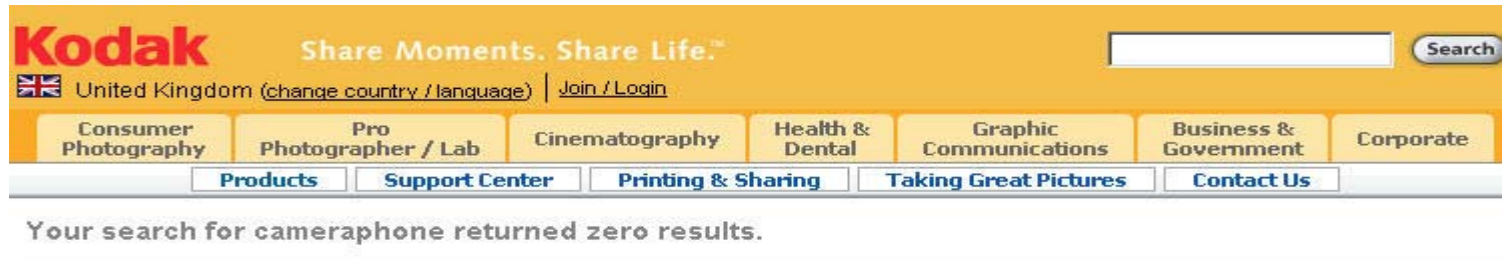 Kodak
Share Moments. Share Life.™
Search
United Kingdom (change country / language) | Join / Login
Consumer Photography
Pro Photographer / Lab
Cinematography
Health & Dental
Graphic Communications
Business & Government
Corporate
Products
Support Center
Printing & Sharing
Taking Great Pictures
Contact Us
Your search for cameraphone returned zero results.